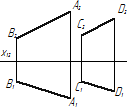 A₂
D₂
B₂
C₂
X₁₂
B₁
C₁
D₁
A₁